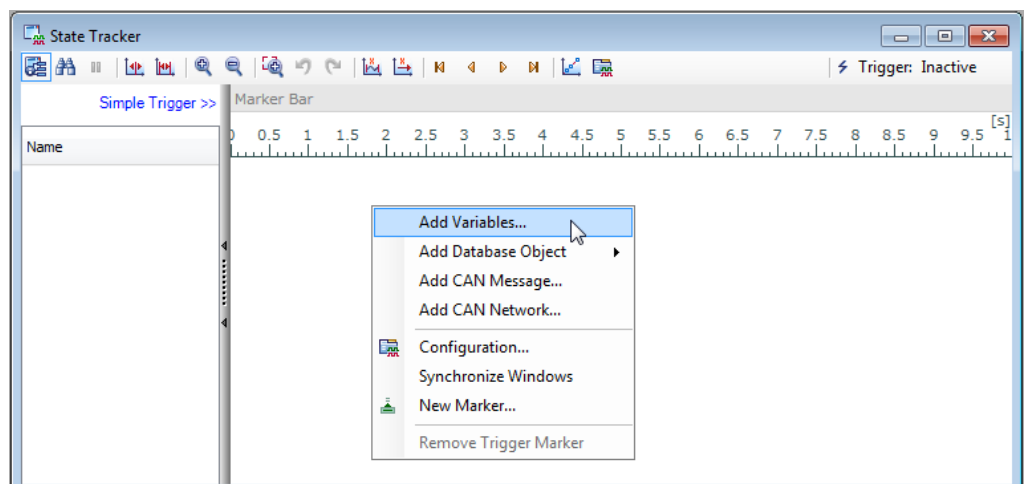 State Tracker
Trigger: Inactive
Simple Trigger >>
Marker Bar
[s]
0.5 1 1.5 2 2.5 3 3.5 4 4.5 5 5.5 6 6.5 7 7.5 8 8.5 9 9.5
Name
Add Variables...
Add Database Object
Add CAN Message...
Add CAN Network...
Configuration...
Synchronize Windows
New Marker...
Remove Trigger Marker